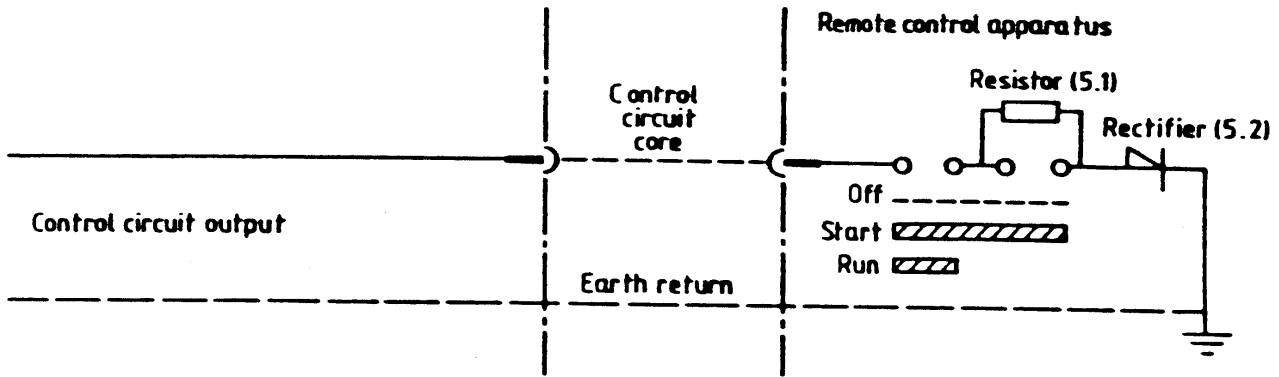 Remote control apparatus
Resistor (5.1)
Control
circuit
core
Rectifier (5.2)
Off
Control circuit output
Start
Run
Earth return